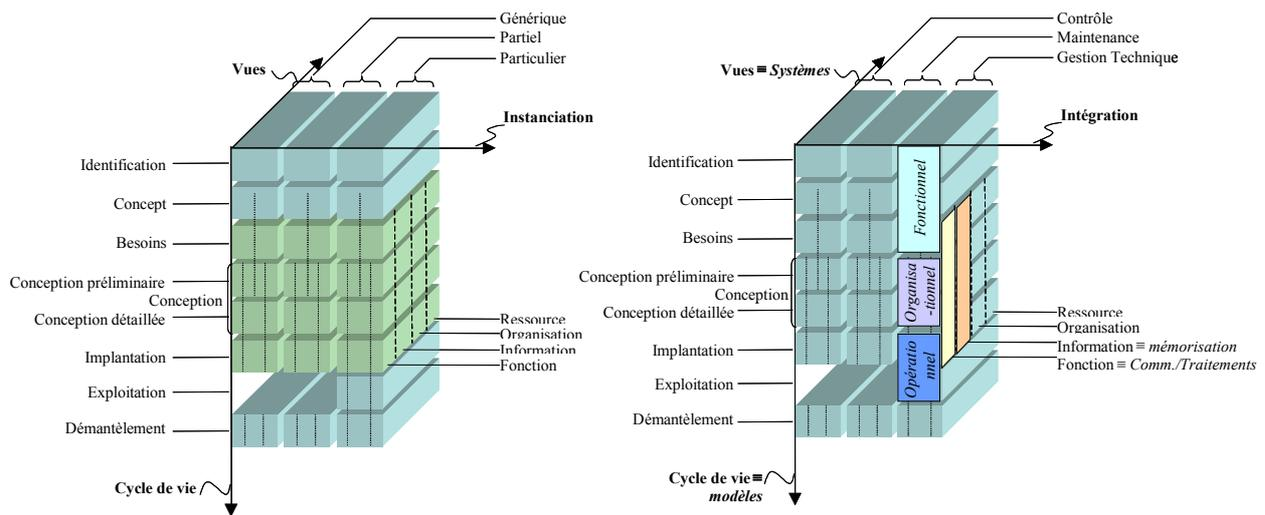 Générique
Partiel
Particulier
Vues
Instanciation
Identification
Concept
Besoins
Conception préliminaire
Conception
Conception détaillée
Implantation
Exploitation
Démantèlement
Ressource
Organisation
Information
Fonction
Cycle de vie
Contrôle
Maintenance
Gestion Technique
Vues ≡ Systèmes
Intégration
Identification
Concept
Besoins
Conception préliminaire
Conception
Conception détaillée
Implantation
Exploitation
Démantèlement
Fonctionnel
Organisa
-tionnel
Opératio
nnel
Ressource
Organisation
Information ≡ mémorisation
Fonction ≡ Comm./Traitements
Cycle de vie ≡
modèles